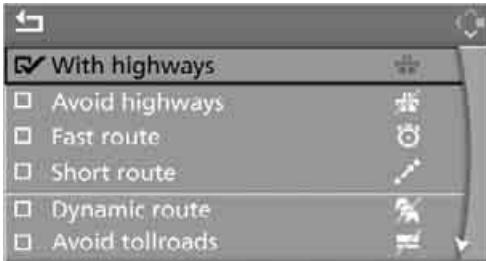 With highways
Avoid highways
Fast route
Short route
Dynamic route
Avoid tollroads